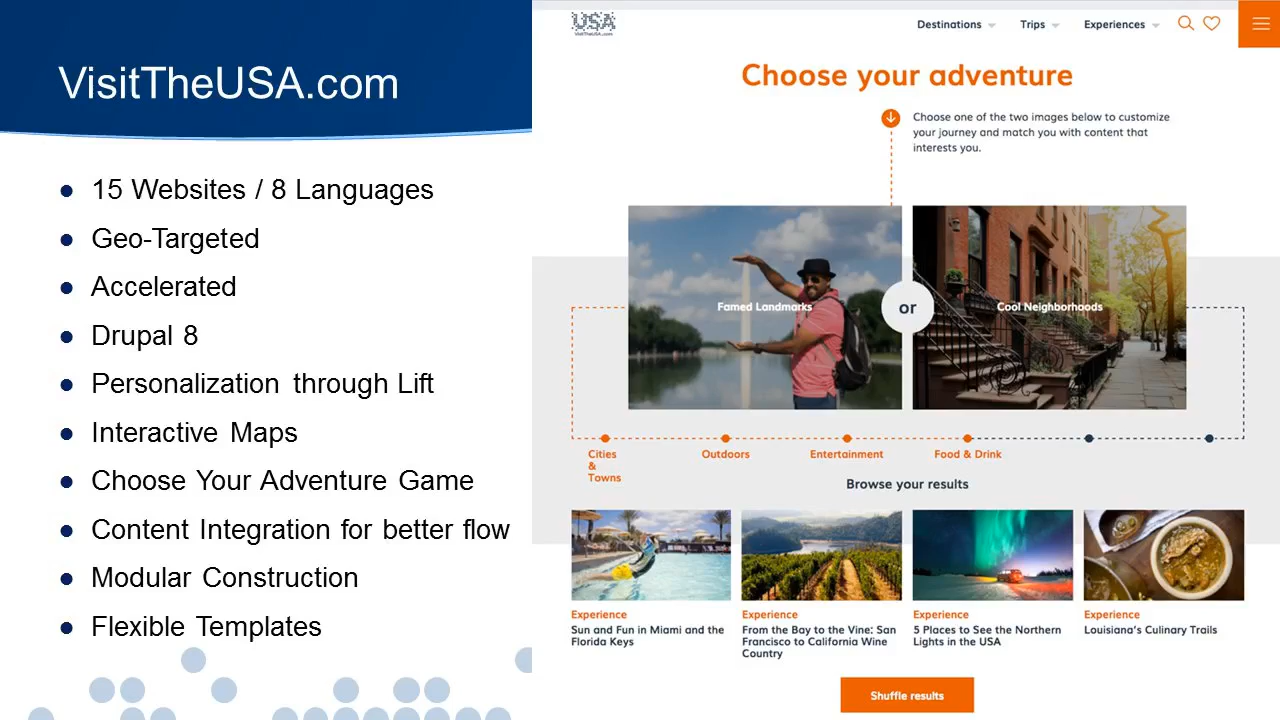 VisitTheUSA.com
15 Websites / 8 Languages
Geo-Targeted
Accelerated
Drupal 8
Personalization through Lift
Interactive Maps
Choose Your Adventure Game
Content Integration for better flow
Modular Construction
Flexible Templates
USA
VisitTheUSA.com
Destinations
Trips
Experiences
Choose your adventure
Choose one of the two images below to customize
your journey and match you with content that
interests you.
Famed Landmarks
or
Cool Neighborhoods
Cities
&
Towns
Outdoors
Entertainment
Food & Drink
Browse your results
Experience
Sun and Fun in Miami and the
Florida Keys
Experience
From the Bay to the Vine: San
Francisco to California Wine
Country
Experience
5 Places to See the Northern
Lights in the USA
Experience
Louisiana's Culinary Trails
Shuffle results